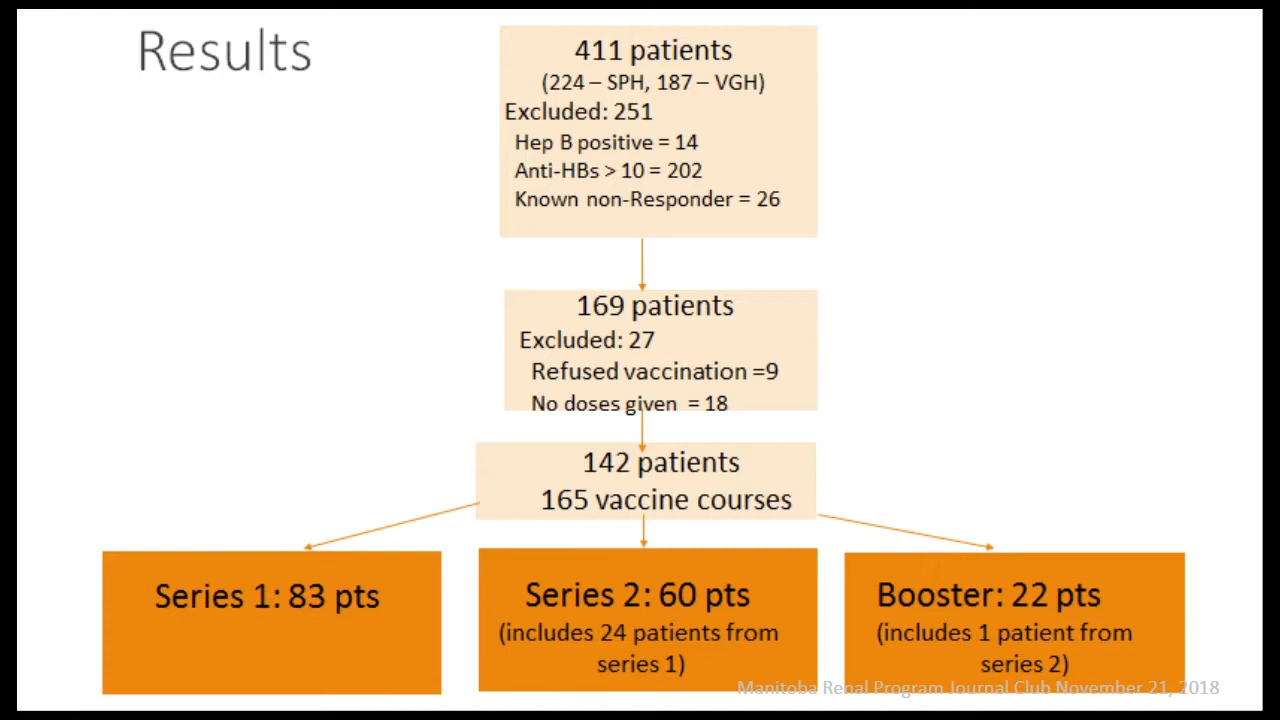 Results
411 patients
(224 – SPH, 187 – VGH)
Excluded: 251
Hep B positive = 14
Anti-HBs > 10 = 202
Known non-Responder = 26
169 patients
Excluded: 27
Refused vaccination =9
No doses given = 18
142 patients
165 vaccine courses
Series 1: 83 pts
Series 2: 60 pts
(includes 24 patients from
series 1)
Booster: 22 pts
(includes 1 patient from
series 2)
Manitoba Renal Program Journal Club November 21, 2018